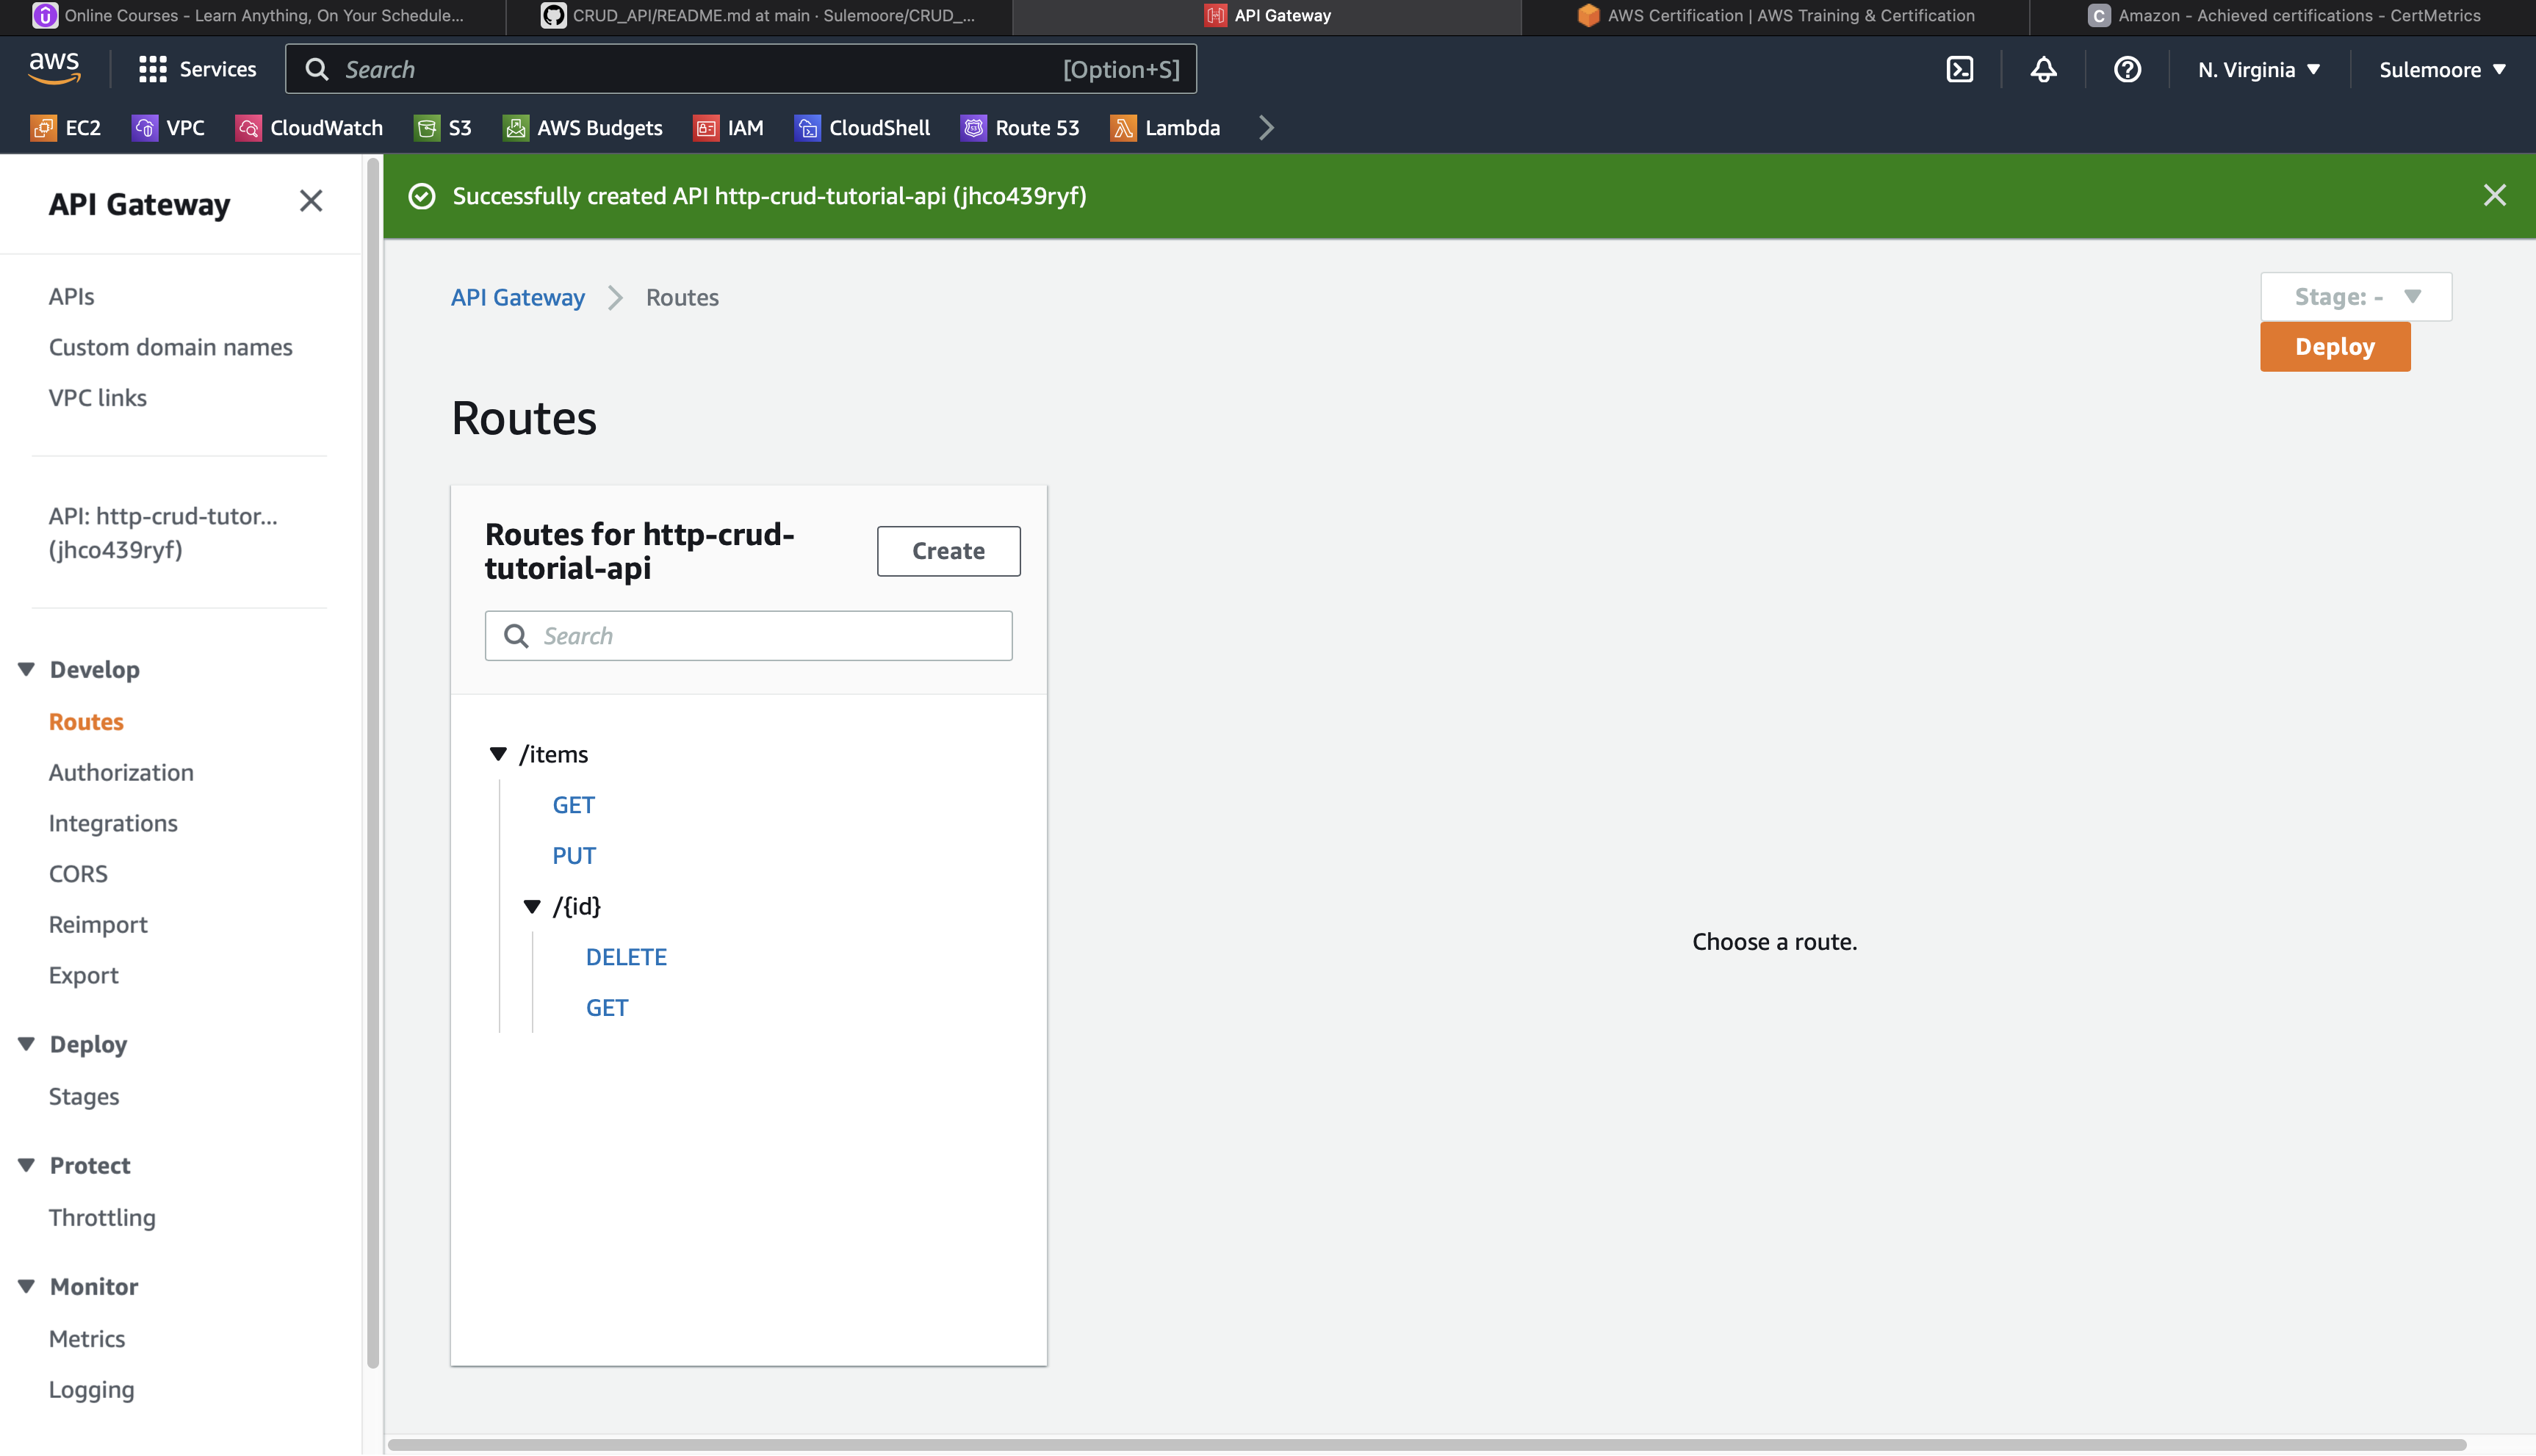 Online Courses - Learn Anything, On Your Schedule...
CRUD_API/README.md at main · Sulemoore/CRUD_...
API Gateway
AWS Certification | AWS Training & Certification
C Amazon - Achieved certifications - CertMetrics
aws
Services
Search
[Option+S]
N. Virginia
Sulemoore
EC2
VPC
CloudWatch
S3
AWS Budgets
IAM
CloudShell
Route 53
Lambda
API Gateway
APIs
Custom domain names
VPC links
API: http-crud-tutor...
(jhco439ryf)
Develop
Routes
Authorization
Integrations
CORS
Reimport
Export
Deploy
Stages
Protect
Throttling
Monitor
Metrics
Logging
Successfully created API http-crud-tutorial-api (jhco439ryf)
API Gateway
Routes
Stage: -
Deploy
Routes
Routes for http-crud-
tutorial-api
Create
Search
/items
GET
PUT
/{id}
DELETE
GET
Choose a route.